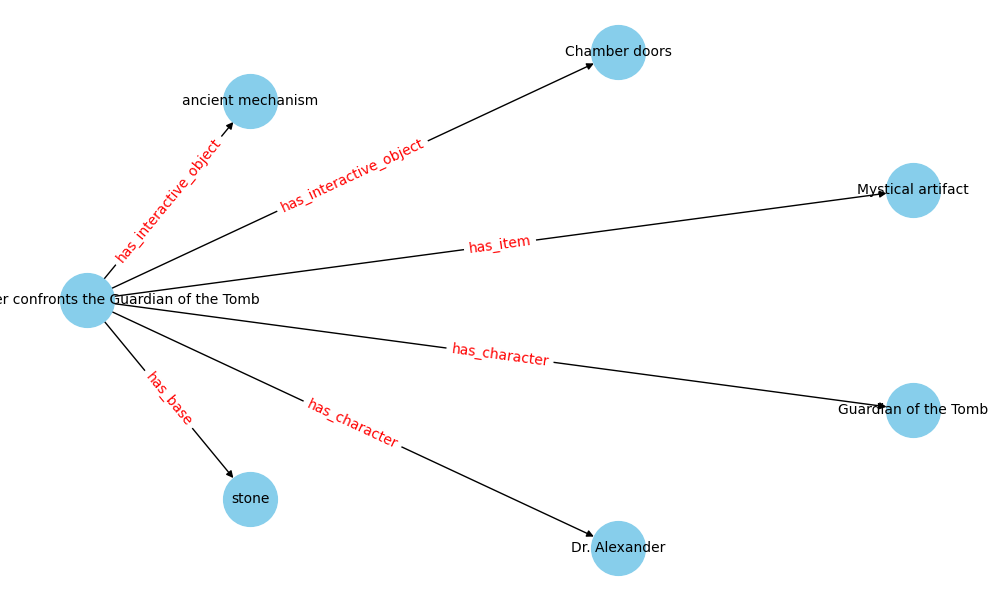 Chamber doors
ancient mechanism
has_interactive_object
has_interactive_object
Mystical artifact
has_item
confronts the Guardian of the Tomb
has_character
has_base
has_character
Guardian of the Tomb
stone
Dr. Alexander